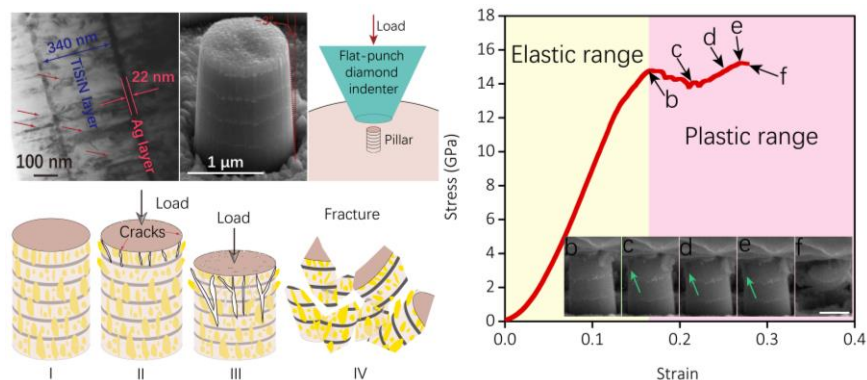 340 nm
TiSiN layer
22 nm
Ag layer
100 nm
1 μm
Load
Flat-punch
diamond
indenter
Pillar
Load
Cracks
Load
Fracture
I
II
III
IV
Stress (GPa)
18
16
14
12
10
8
6
4
2
0
Elastic range
Plastic range
b
c
d
e
f
b
c
d
e
f
0.0
0.1
0.2
0.3
0.4
Strain